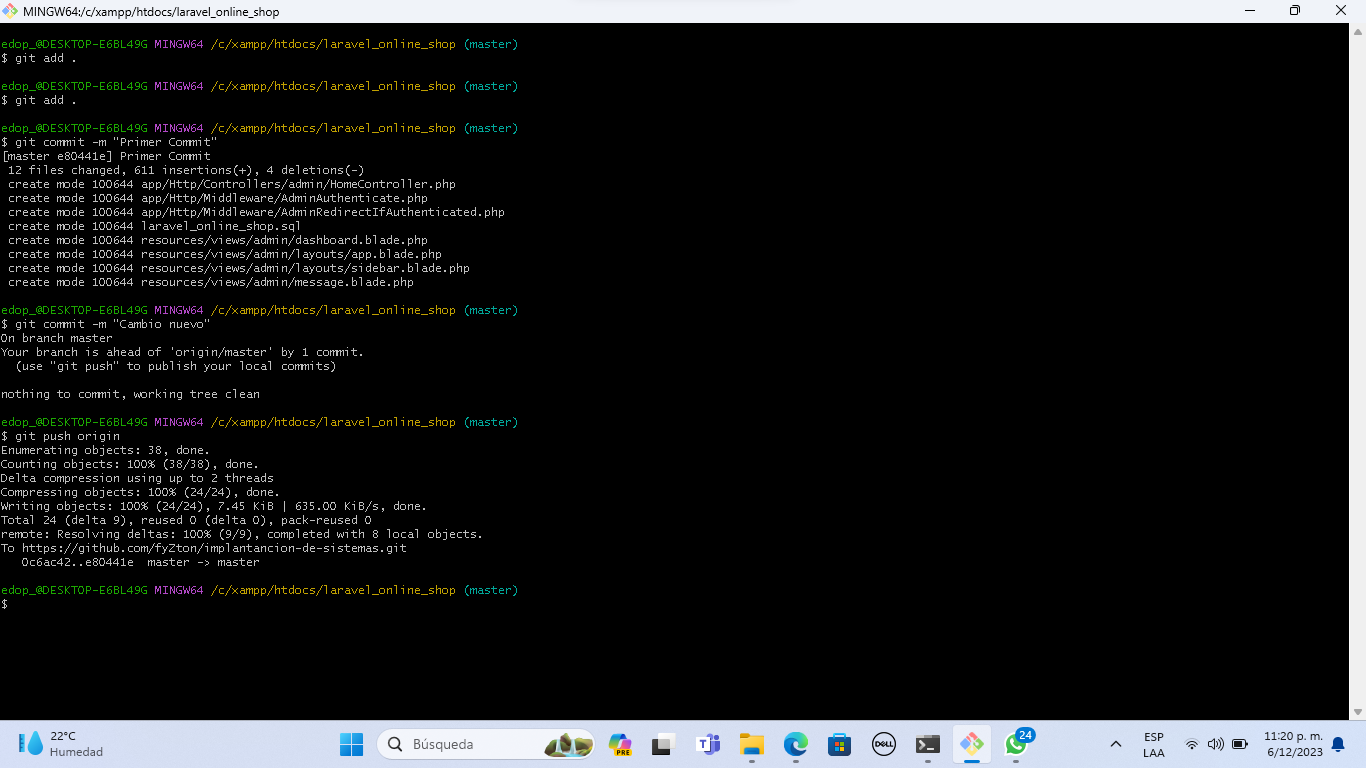 MINGW64:/c/xampp/htdocs/laravel_online_shop
edop_@DESKTOP-E6BL49G MINGW64 /c/xampp/htdocs/laravel_online_shop (master)
$ git add .
edop_@DESKTOP-E6BL49G MINGW64 /c/xampp/htdocs/laravel_online_shop (master)
$ git add .
edop_@DESKTOP-E6BL49G MINGW64 /c/xampp/htdocs/laravel_online_shop (master)
$ git commit -m "Primer Commit"
[master e80441e] Primer Commit
 12 files changed, 611 insertions(+), 4 deletions(-)
 create mode 100644 app/Http/Controllers/admin/HomeController.php
 create mode 100644 app/Http/Middleware/AdminAuthenticate.php
 create mode 100644 app/Http/Middleware/AdminRedirectIfAuthenticated.php
 create mode 100644 laravel_online_shop.sql
 create mode 100644 resources/views/admin/dashboard.blade.php
 create mode 100644 resources/views/admin/layouts/app.blade.php
 create mode 100644 resources/views/admin/layouts/sidebar.blade.php
 create mode 100644 resources/views/admin/message.blade.php
edop_@DESKTOP-E6BL49G MINGW64 /c/xampp/htdocs/laravel_online_shop (master)
$ git commit -m "Cambio nuevo"
On branch master
Your branch is ahead of 'origin/master' by 1 commit.
  (use "git push" to publish your local commits)
nothing to commit, working tree clean
edop_@DESKTOP-E6BL49G MINGW64 /c/xampp/htdocs/laravel_online_shop (master)
$ git push origin
Enumerating objects: 38, done.
Counting objects: 100% (38/38), done.
Delta compression using up to 2 threads
Compressing objects: 100% (24/24), done.
Writing objects: 100% (24/24), 7.45 KiB | 635.00 KiB/s, done.
Total 24 (delta 9), reused 0 (delta 0), pack-reused 0
remote: Resolving deltas: 100% (9/9), completed with 8 local objects.
To https://github.com/fyZton/implantancion-de-sistemas.git
   0c6ac42..e80441e  master -> master
edop_@DESKTOP-E6BL49G MINGW64 /c/xampp/htdocs/laravel_online_shop (master)
$
22°C
Humedad
Búsqueda
PRE
DELL
24
ESP
LAA
11:20 p. m.
6/12/2023